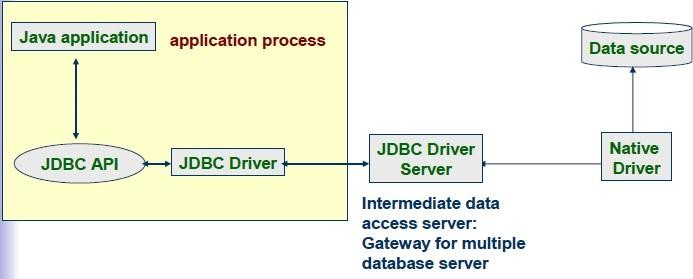 Java application
application process
Data source
JDBC API
JDBC Driver
JDBC Driver
Server
Native
Driver
Intermediate data
access server:
Gateway for multiple
database server